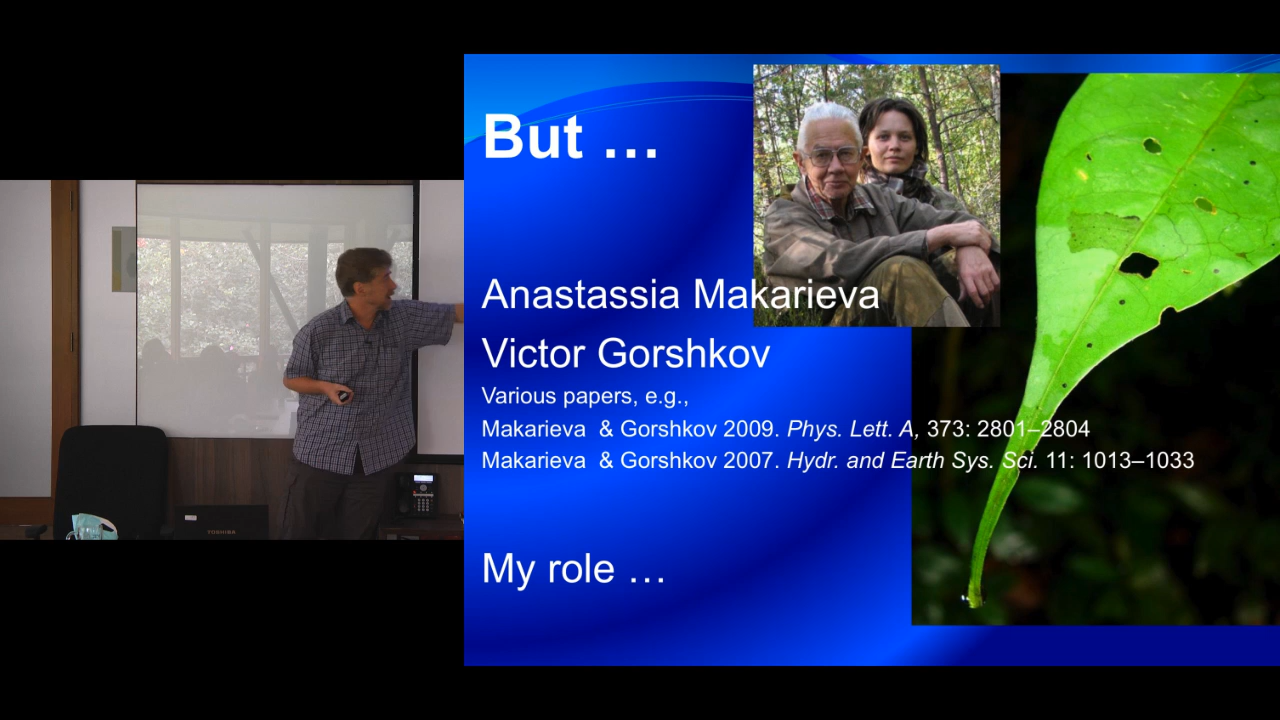 But …
Anastassia Makarieva
Victor Gorshkov
Various papers, e.g.,
Makarieva & Gorshkov 2009. Phys. Lett. A, 373: 2801–2804
Makarieva & Gorshkov 2007. Hydr. and Earth Sys. Sci. 11: 1013–1033
My role …
TOSHIBA